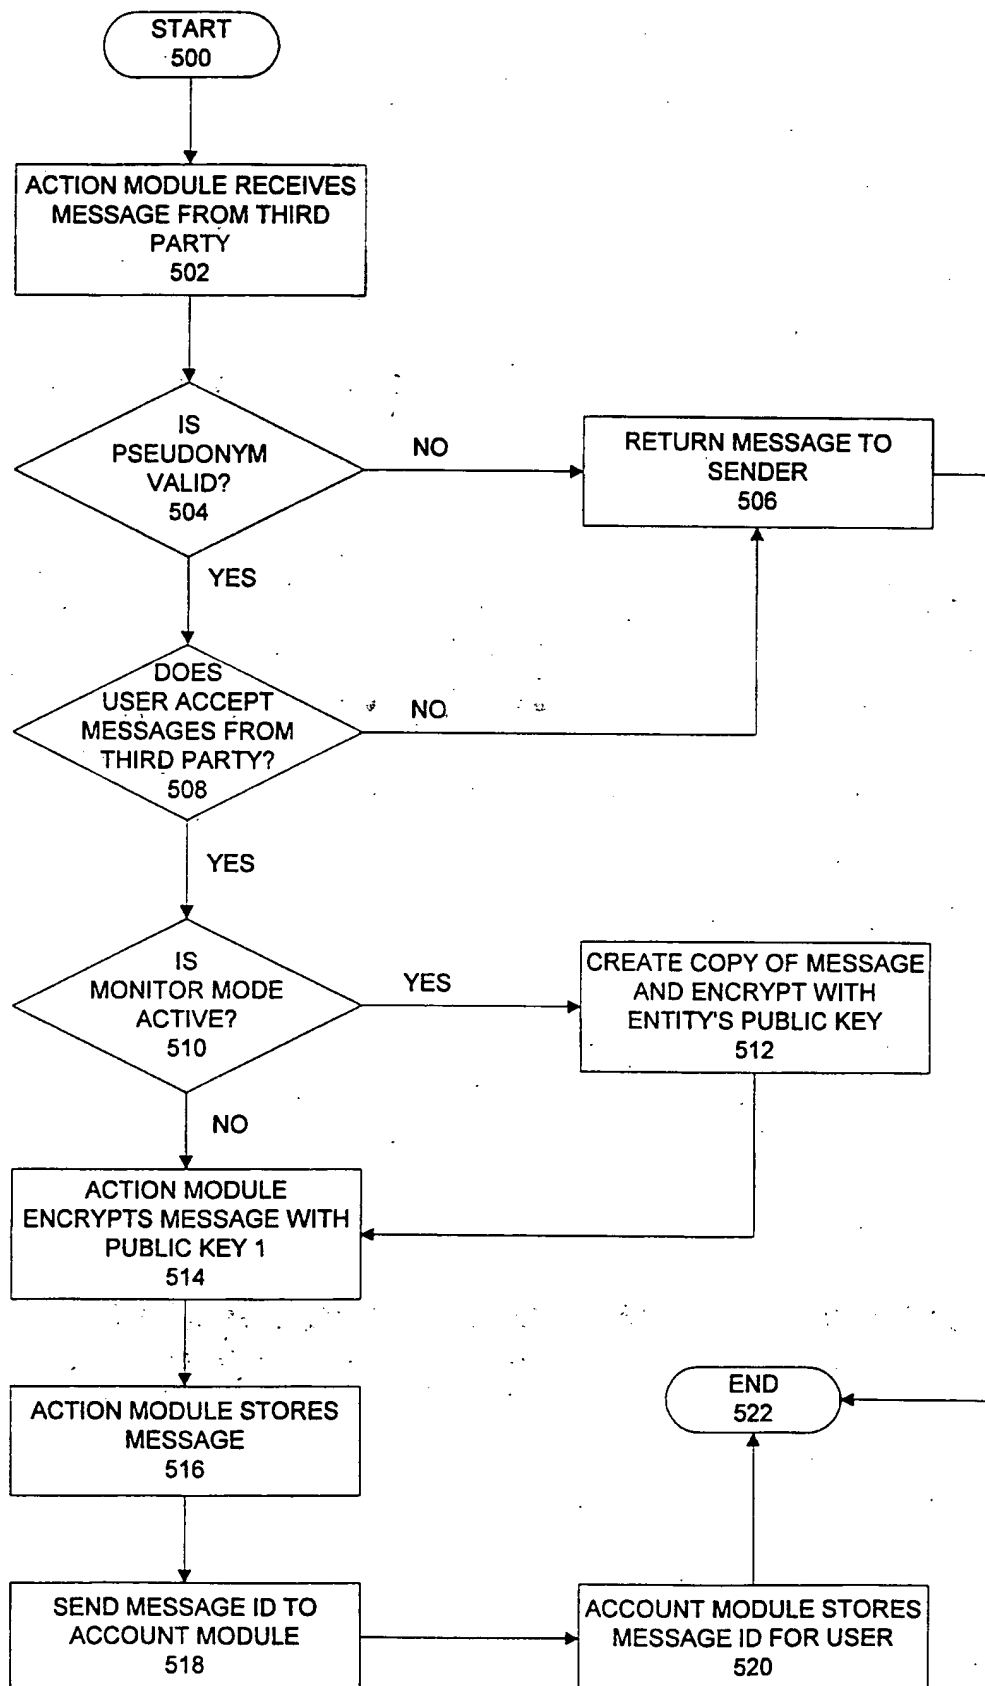 START
500
ACTION MODULE RECEIVES
MESSAGE FROM THIRD
PARTY
502
IS
PSEUDONYM
VALID?
504
NO
RETURN MESSAGE TO
SENDER
506
YES
DOES
USER ACCEPT
MESSAGES FROM
THIRD PARTY?
508
NO
YES
IS
MONITOR MODE
ACTIVE?
510
YES
CREATE COPY OF MESSAGE
AND ENCRYPT WITH
ENTITY'S PUBLIC KEY
512
NO
ACTION MODULE
ENCRYPTS MESSAGE WITH
PUBLIC KEY 1
514
ACTION MODULE STORES
MESSAGE
516
END
522
SEND MESSAGE ID TO
ACCOUNT MODULE
518
ACCOUNT MODULE STORES
MESSAGE ID FOR USER
520